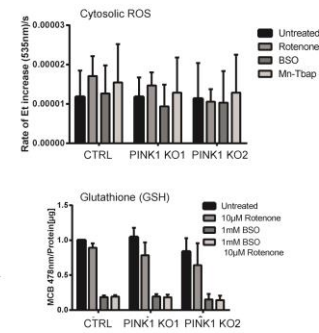 Cytosolic ROS
Rate of Et increase (535nm)/s
0.00003
0.00002
0.00001
0.00000
CTRL PINK1 KO1 PINK1 KO2
Untreated
Rotenone
BSO
Mn-Tbap
Glutathione (GSH)
MCB 478nm/Protein[µg]
1.5
1.0
0.5
0.0
CTRL PINK1 KO1 PINK1 KO2
Untreated
10µM Rotenone
1mM BSO
1mM BSO
10µM Rotenone